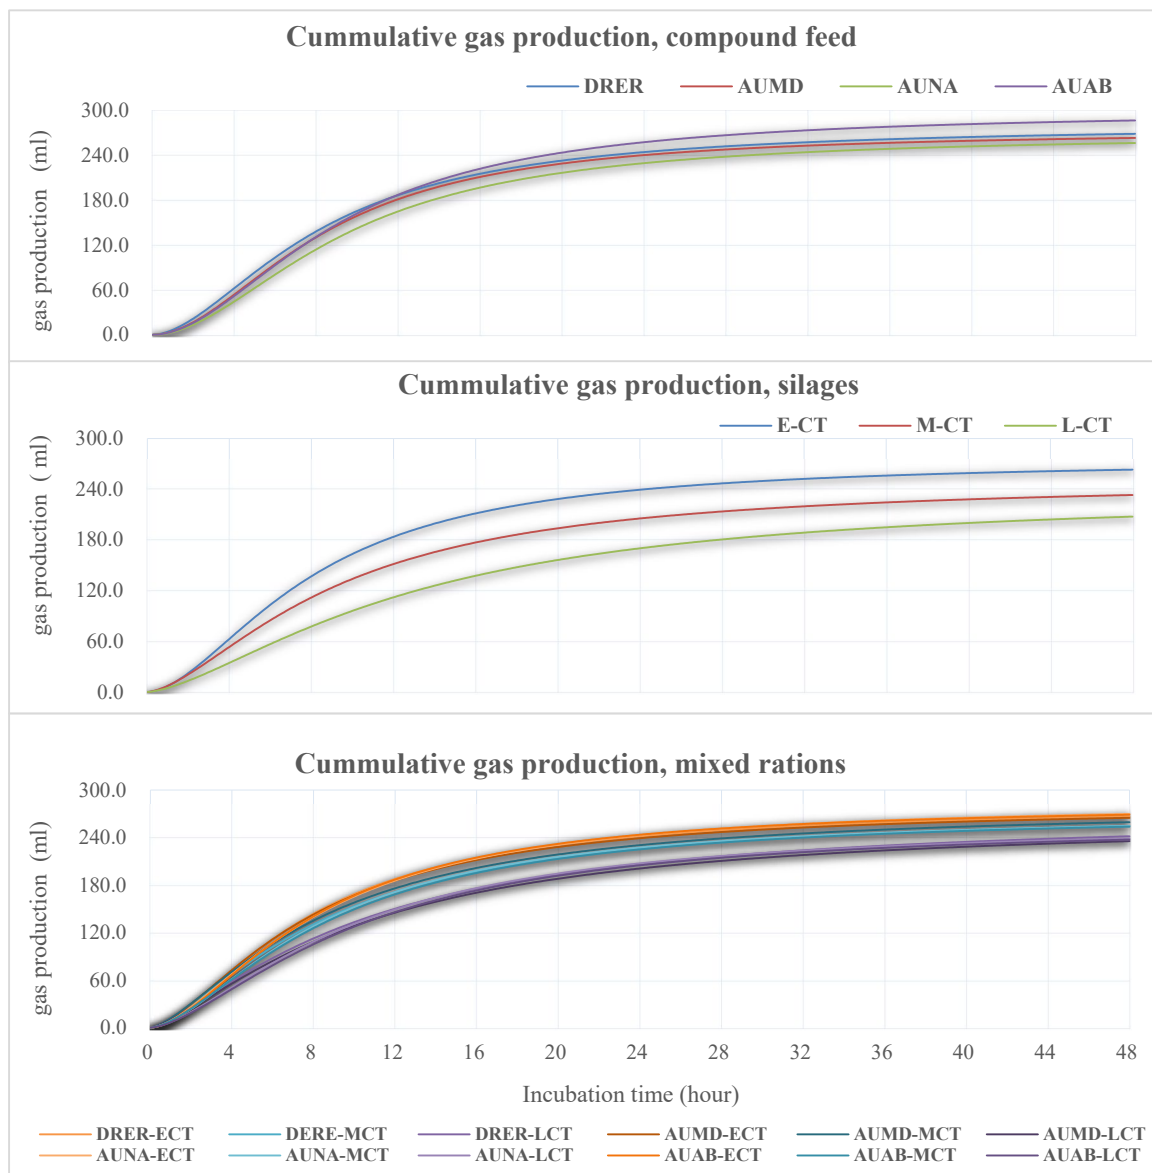 Cummulative gas production, compound feed
DRER AUMD AUNA AUAB
gas production (ml)
300.0
240.0
180.0
120.0
60.0
0.0
Cummulative gas production, silages
E-CT M-CT L-CT
gas production ( ml)
300.0
240.0
180.0
120.0
60.0
0.0
Cummulative gas production, mixed rations
gas production (ml)
300.0
240.0
180.0
120.0
60.0
0.0
0 4 8 12 16 20 24 28 32 36 40 44 48
Incubation time (hour)
DRER-ECT DERE-MCT DRER-LCT AUMD-ECT AUMD-MCT AUMD-LCT
AUNA-ECT AUNA-MCT AUNA-LCT AUAB-ECT AUAB-MCT AUAB-LCT